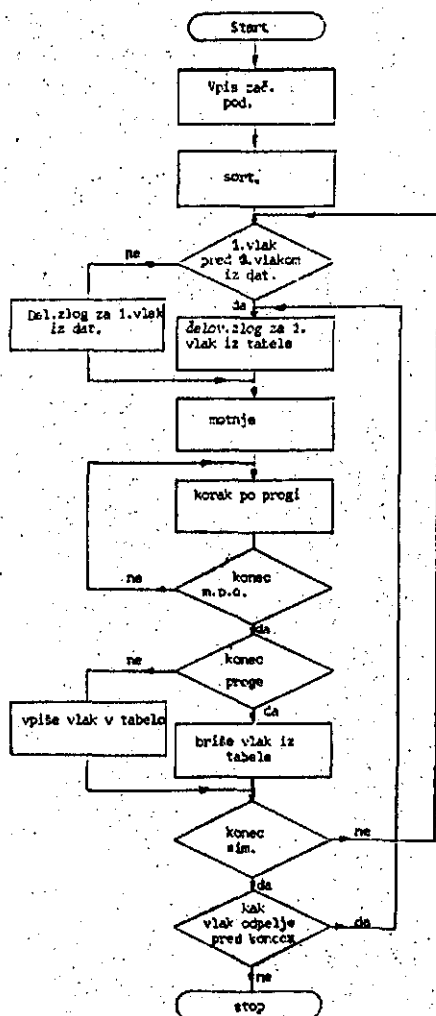 Start
Vpis zač.
pod.
sort.
1.vlak
pred vlakom
iz dat.
ne
da
Del.zlog za 1.vlak
iz dat.
delov.zlog za 1.
vlak iz tabele
motnje
korak po progi
konec
ne
da
konec
proge
ne
da
vpiše vlak v tabelo
briše vlak iz
tabele
konec
sim.
ne
da
kak
vlak odpelje
pred koncem
da
ne
stop